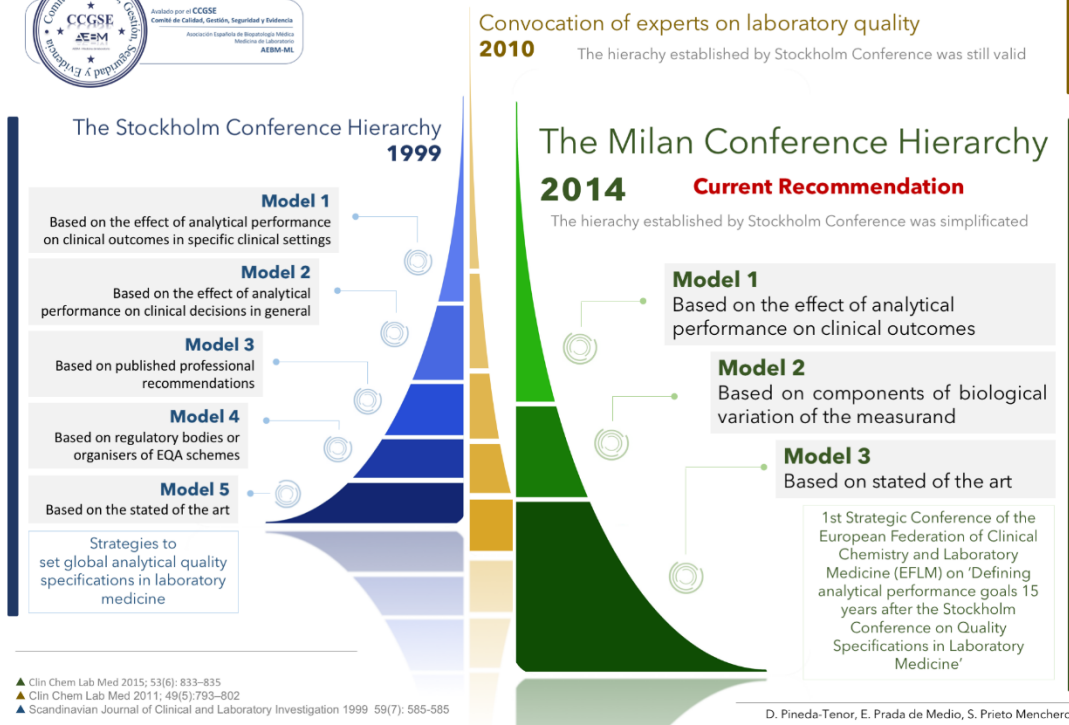 CCGSE
AEBM
Gestión, Seguridad y Evidencia
Avalado por el CCGSE
Comité de Calidad, Gestión, Seguridad y Evidencia
Asociación Española de Biopatología Médica
Medicina de Laboratorio
AEBM-ML
Convocation of experts on laboratory quality
2010
The hierachy established by Stockholm Conference was still valid
The Stockholm Conference Hierarchy
1999
Model 1
Based on the effect of analytical performance
on clinical outcomes in specific clinical settings
Model 2
Based on the effect of analytical
performance on clinical decisions in general
Model 3
Based on published professional
recommendations
Model 4
Based on regulatory bodies or
organisers of EQA schemes
Model 5
Based on the stated of the art
Strategies to
set global analytical quality
specifications in laboratory
medicine
The Milan Conference Hierarchy
2014
Current Recommendation
The hierachy established by Stockholm Conference was simplificated
Model 1
Based on the effect of analytical
performance on clinical outcomes
Model 2
Based on components of biological
variation of the measurand
Model 3
Based on stated of the art
1st Strategic Conference of the
European Federation of Clinical
Chemistry and Laboratory
Medicine (EFLM) on ‘Defining
analytical performance goals 15
years after the Stockholm
Conference on Quality
Specifications in Laboratory
Medicine’
Clin Chem Lab Med 2015; 53(6): 833–835
Clin Chem Lab Med 2011; 49(5):793–802
Scandinavian Journal of Clinical and Laboratory Investigation 1999 59(7): 585-585
D. Pineda-Tenor, E. Prada de Medio, S. Prieto Menchero